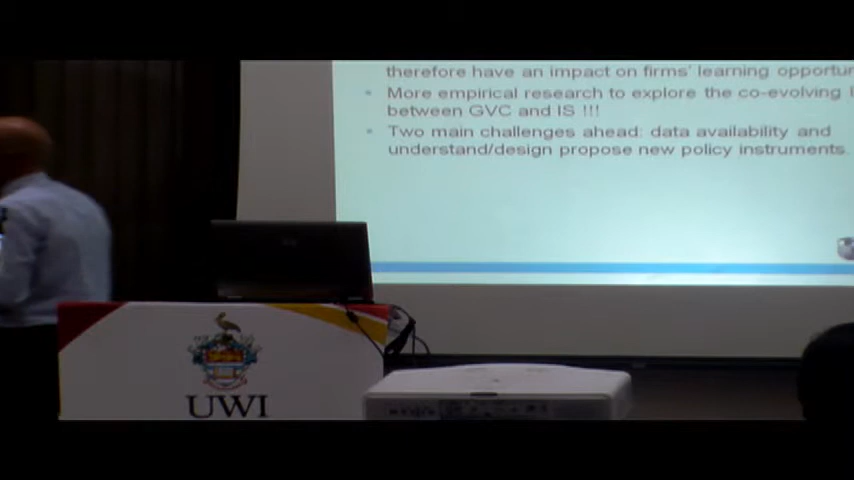 therefore have an impact on firms' learning
More empirical research to explore the co-evolving
between GVC and IS !!!
Two main challenges ahead: data availability and
understand/design propose new policy instruments.
UWI